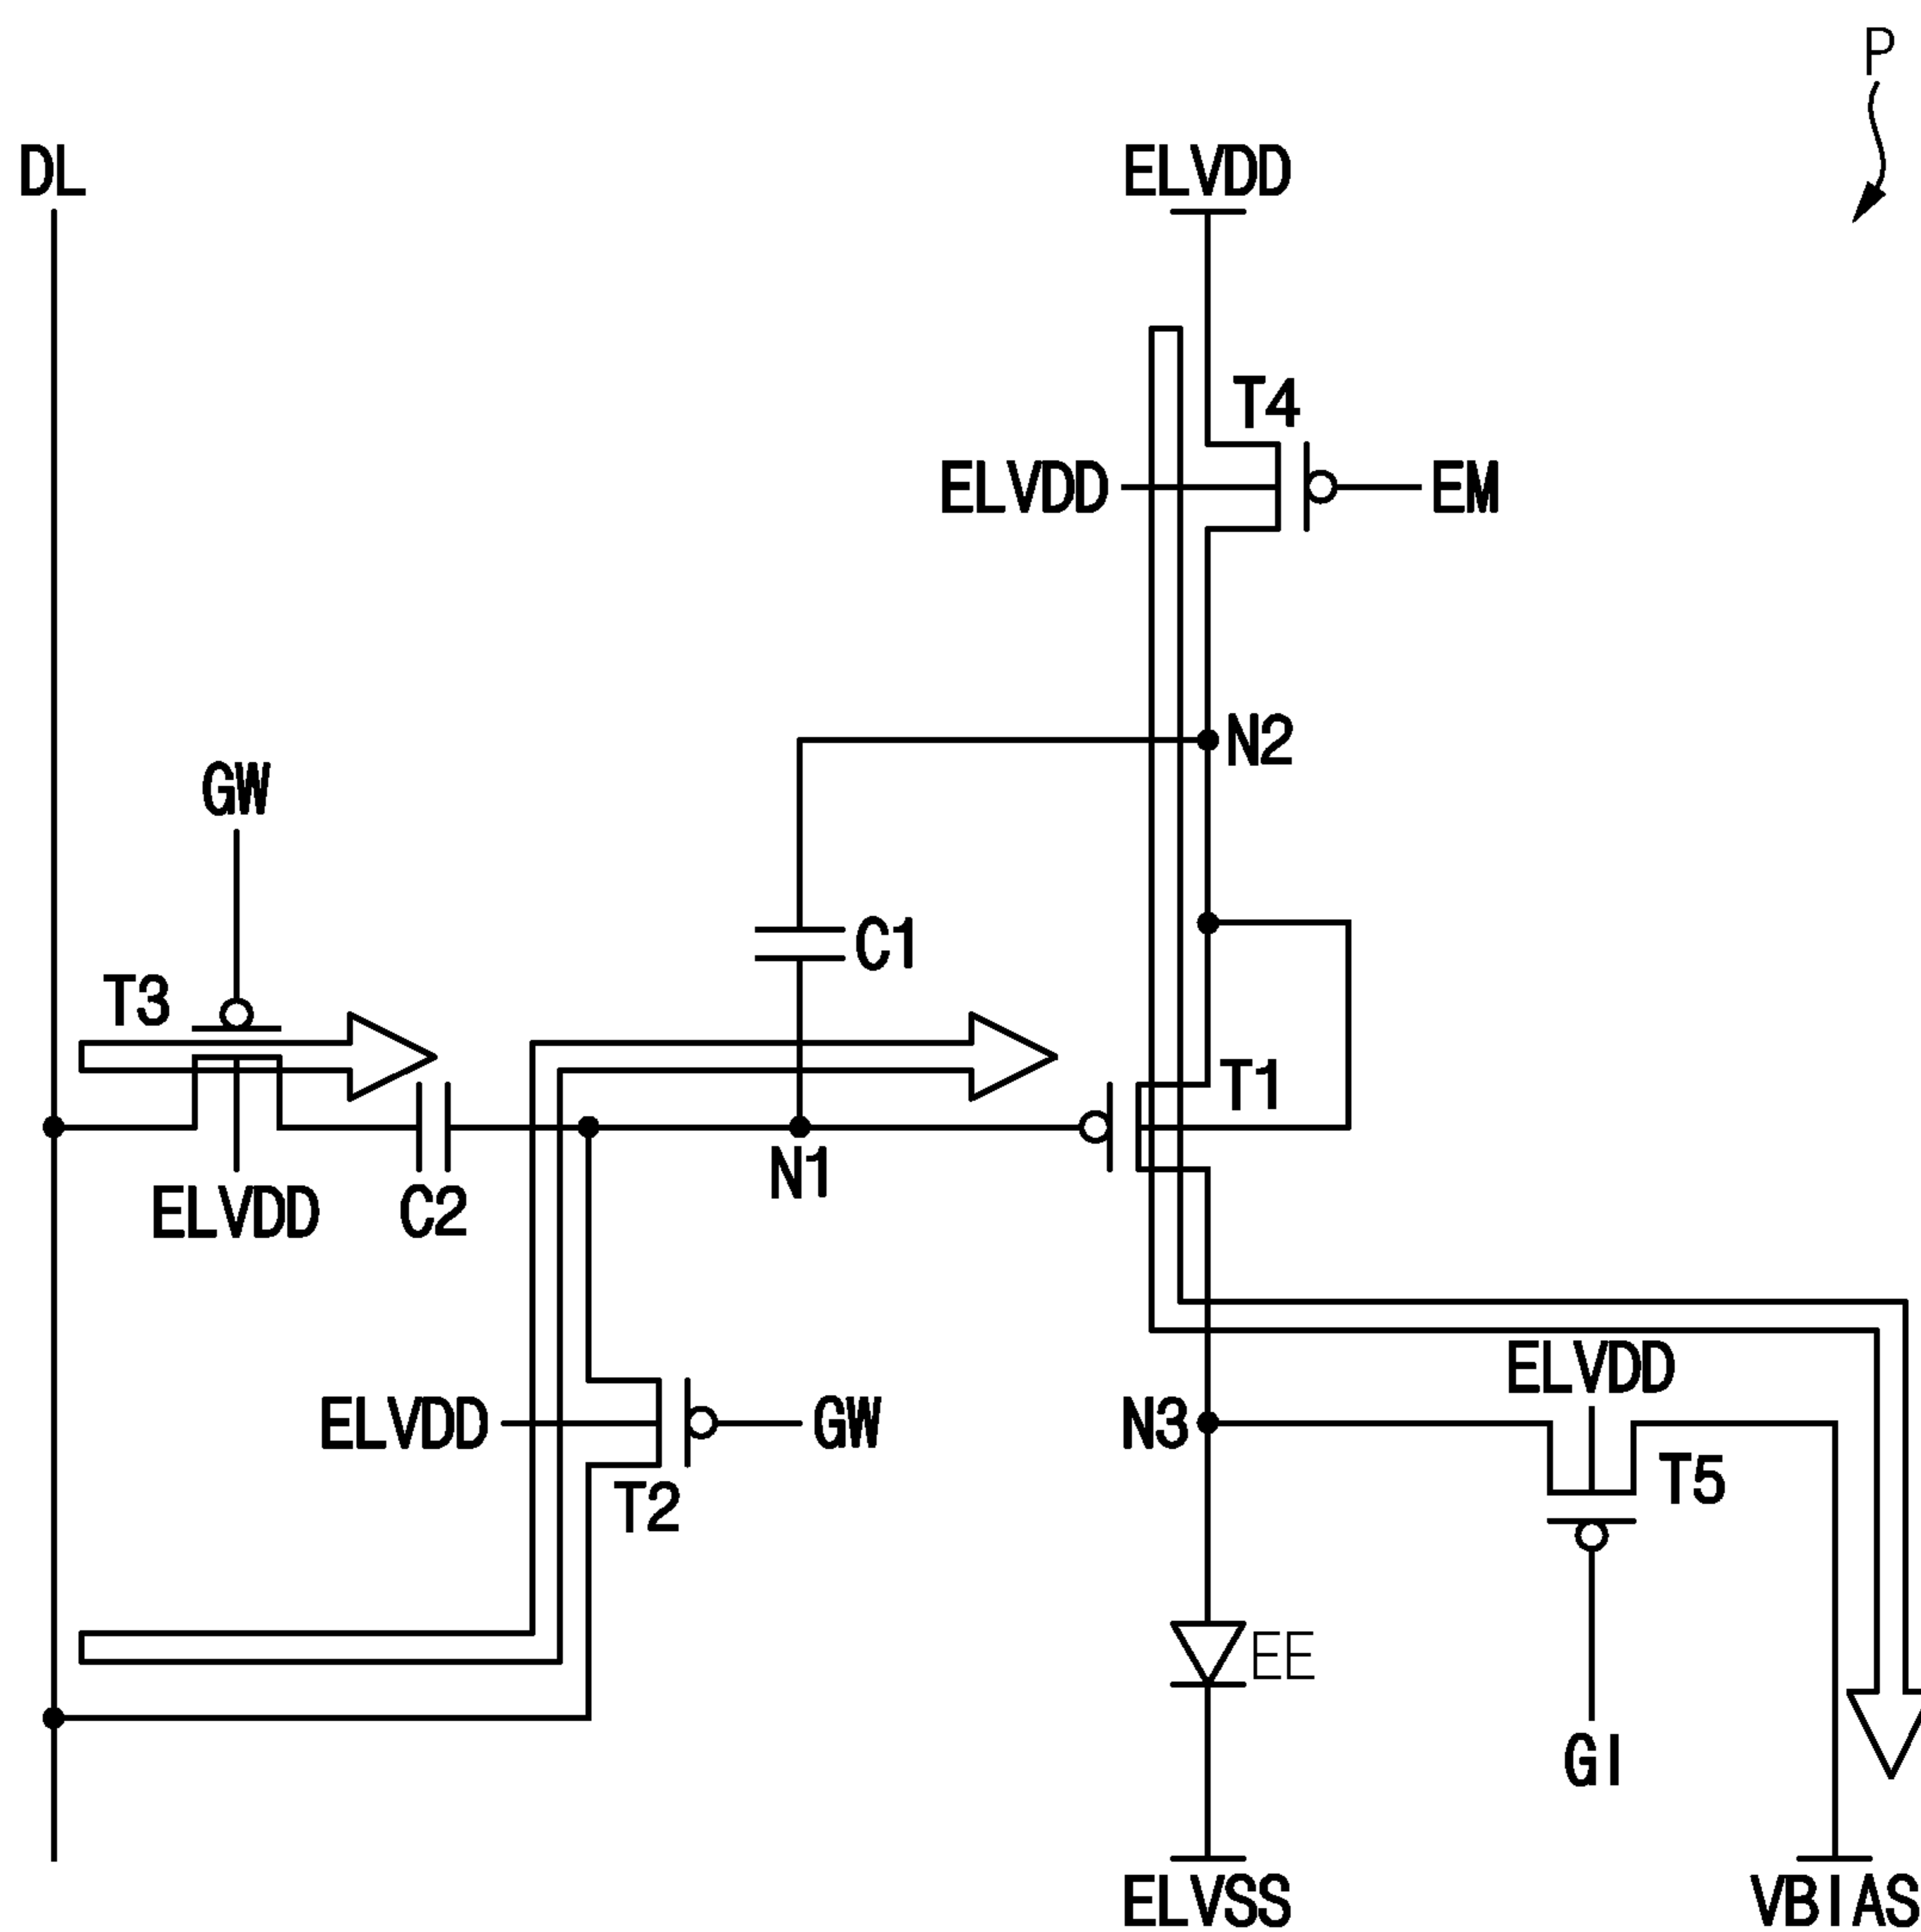 P
DL
ELVDD
T4
ELVDD
EM
N2
GW
C1
T3
T1
N1
ELVDD
C2
ELVDD
N3
ELVDD
GW
T5
T2
EE
GI
ELVSS
VBIAS